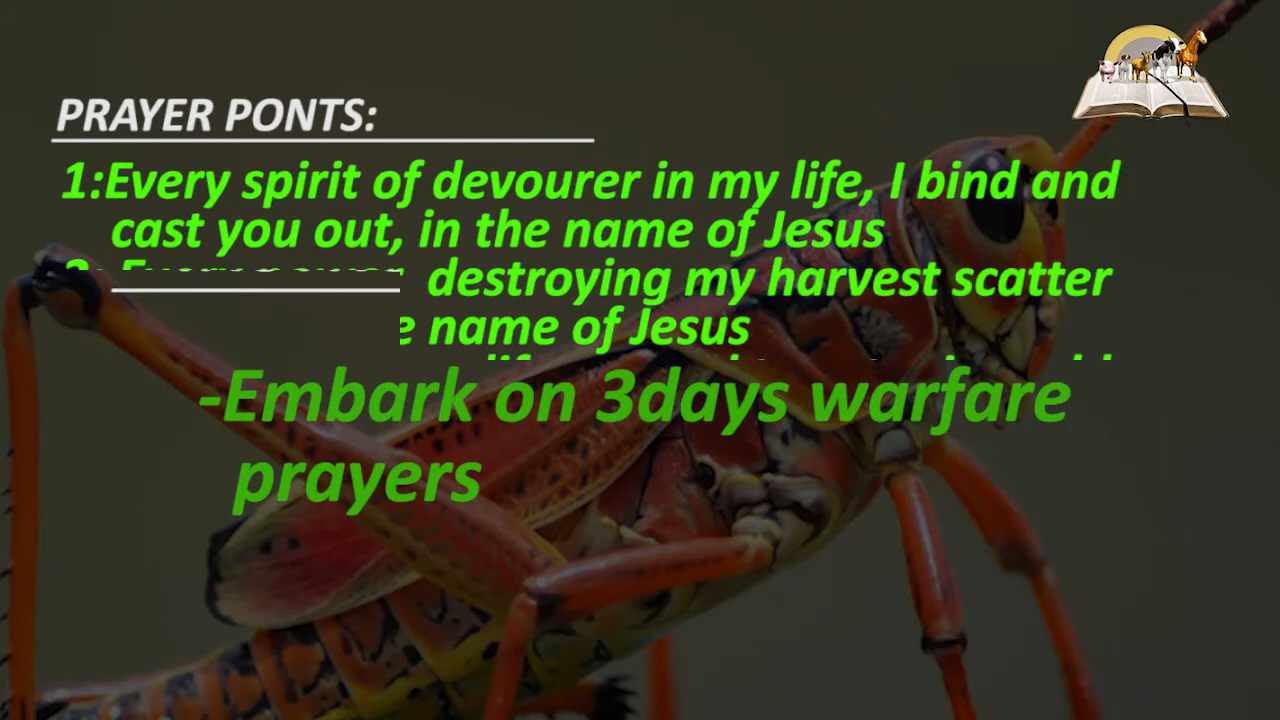 PRAYER PONTS:
1:Every spirit of devourer in my life, I bind and
cast you out, in the name of Jesus
destroying my harvest scatter
name of Jesus
-Embark on 3days warfare
prayers